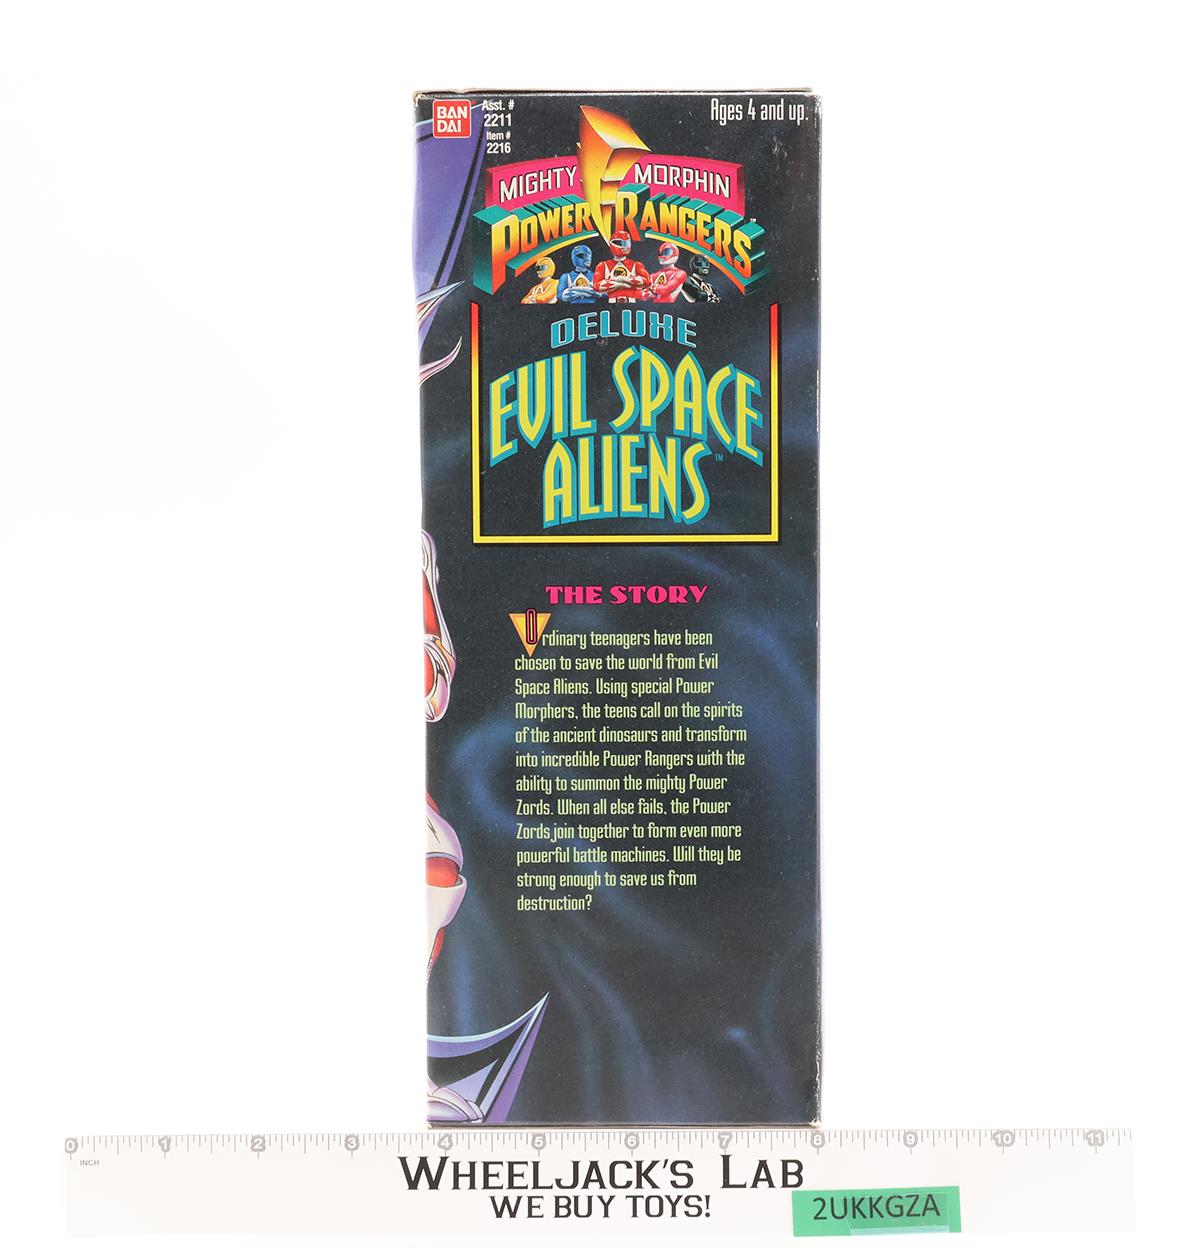 BAN
DAI
Asst. #
2211
Item #
2216
Ages 4 and up.
MIGHTY MORPHIN
POWER RANGERS™
DELUXE
EVIL SPACE
ALIENS™
THE STORY
Ordinary teenagers have been
chosen to save the world from Evil
Space Aliens. Using special Power
Morphers, the teens call on the spirits
of the ancient dinosaurs and transform
into incredible Power Rangers with the
ability to summon the mighty Power
Zords. When all else fails, the Power
Zords join together to form even more
powerful battle machines. Will they be
strong enough to save us from
destruction?
0 1 2 3 4 5 6 7 8 9 10 11
INCH
WHEELJACK'S LAB
WE BUY TOYS!
2UKKGZA